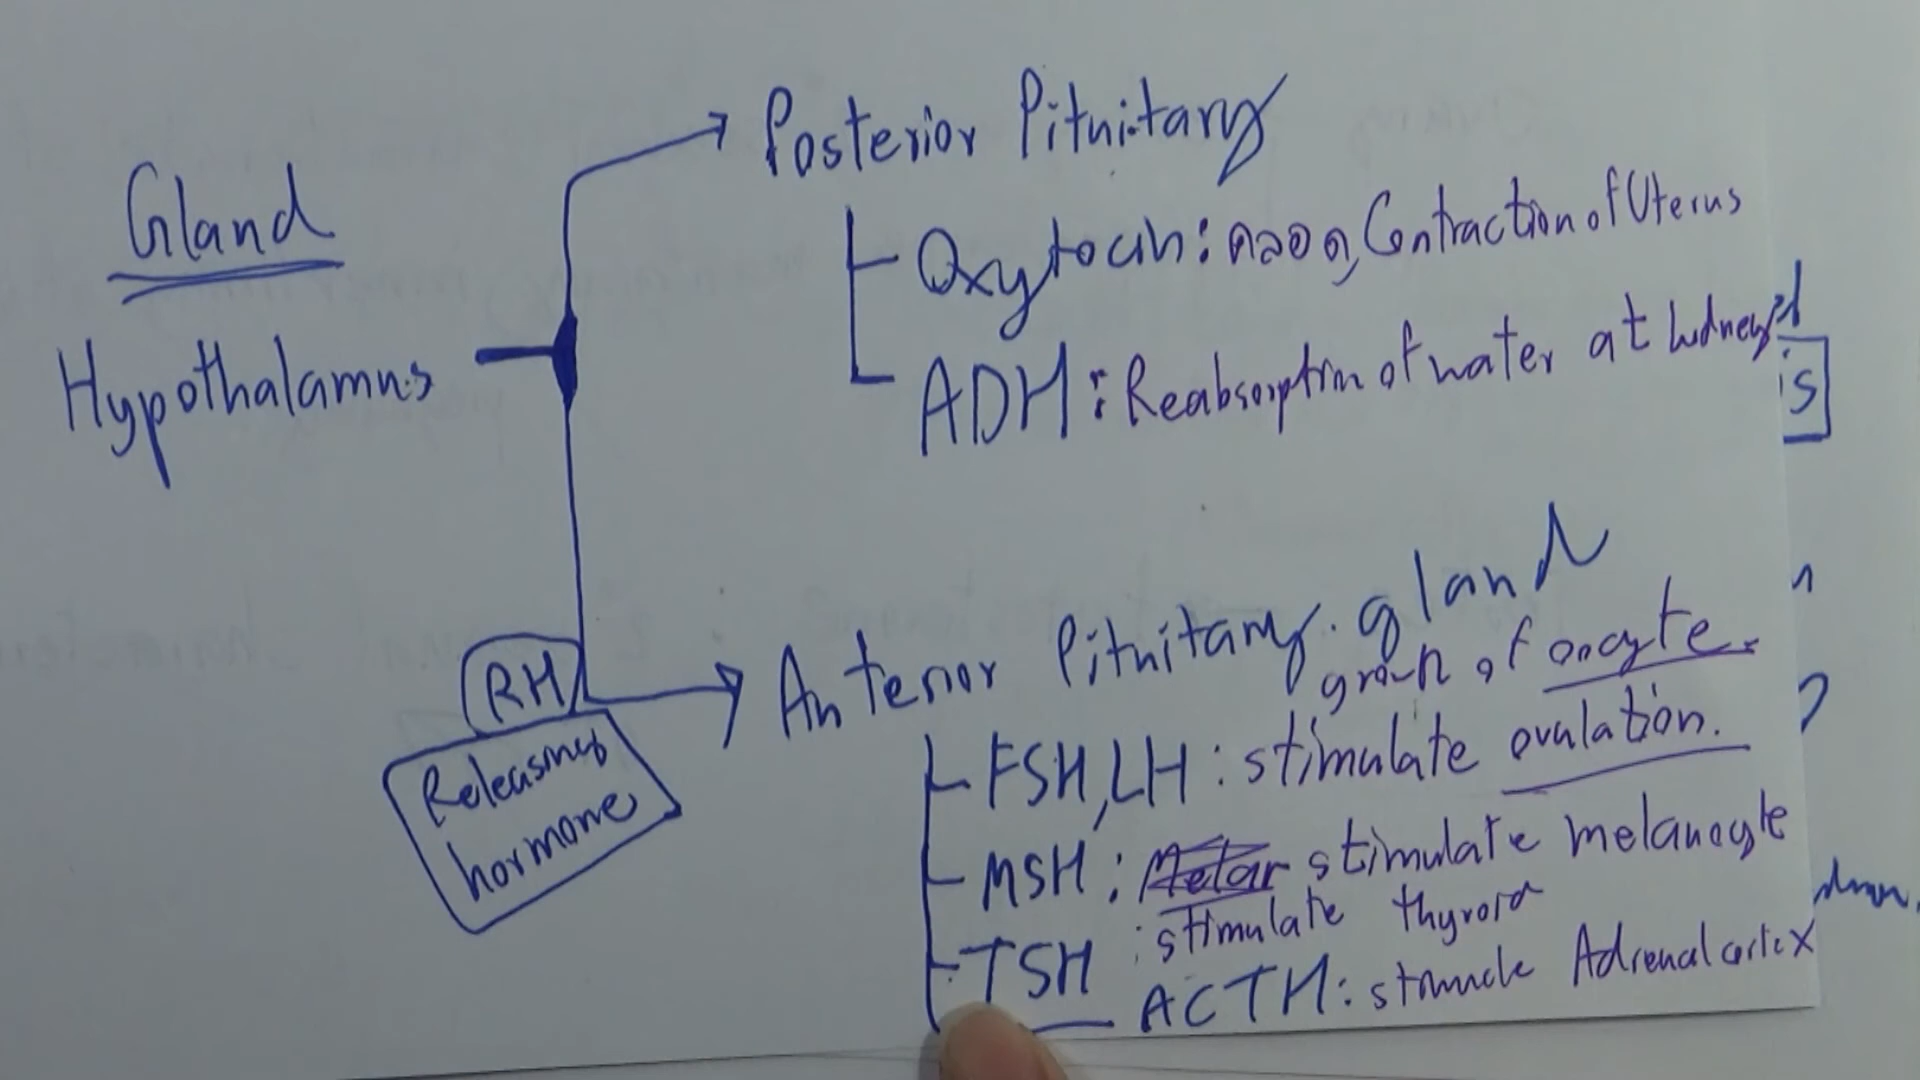 Gland
Hypothalamus
Posterior Pituitary
Oxytocin : คลอด, Contraction of Uterus
ADH : Reabsorption of water at kidney
is
RH
Releasing
hormone
Anterior Pituitary gland
growth of oocyte.
FSH, LH : stimulate ovulation.
MSH : stimulate melanocyte
TSH : stimulate thyroid
ACTH : stimulate Adrenal cortex